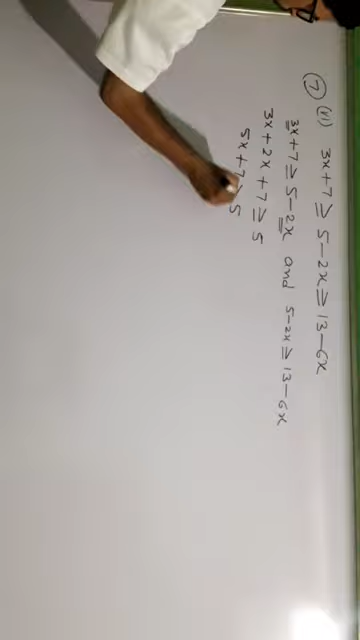 ⑦ (vi) 3x+7 ≥ 5-2x ≥ 13-6x
3x+7 ≥ 5-2x and 5-2x ≥ 13-6x
3x+2x+7 ≥ 5
5x+7 ≥ 5